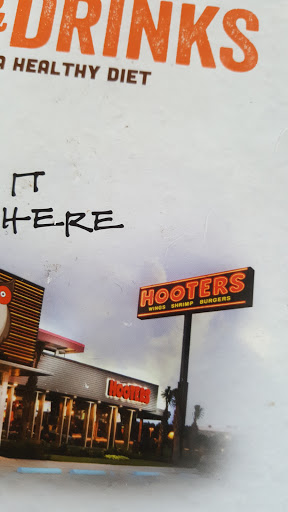 & DRINKS
A HEALTHY DIET
IT
HERE
HOOTERS
WINGS SHRIMP BURGERS
HOOTERS